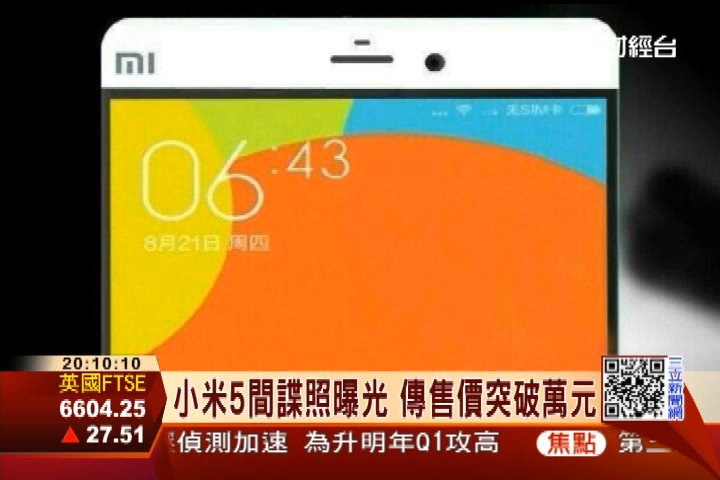 財經台
MI
无SIM卡
06:43
8月21日 周四
20:10:10
英國FTSE
6604.25
▲ 27.51
小米5間諜照曝光 傳售價突破萬元
三立新聞網
偵測加速 為升明年Q1攻高
焦點 第三